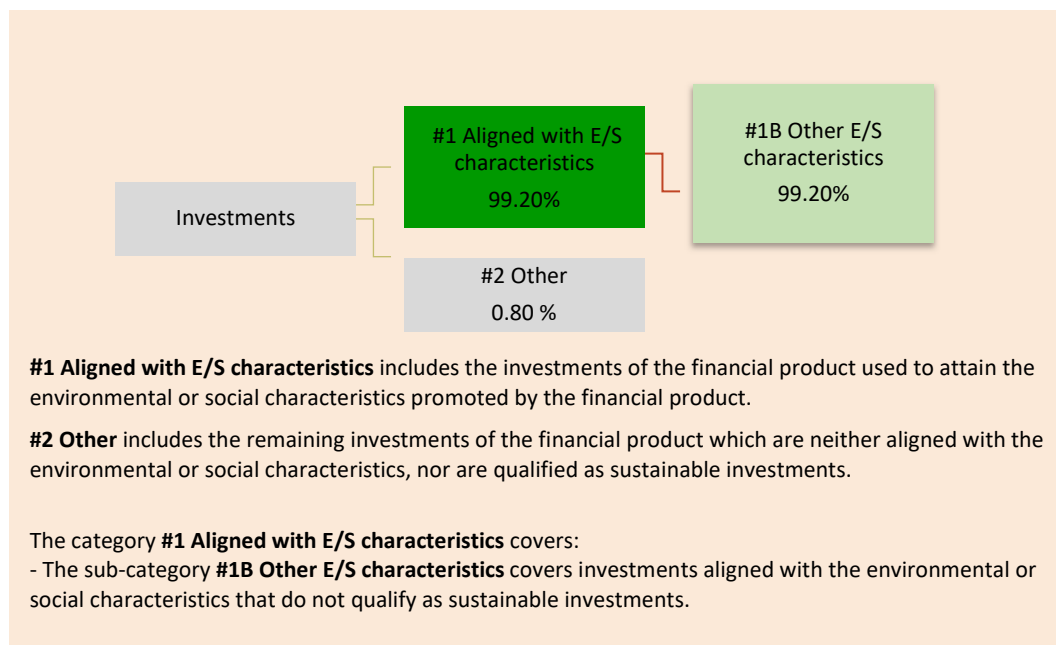 #1 Aligned with E/S
characteristics
99.20%
#1B Other E/S
characteristics
99.20%
Investments
#2 Other
0.80 %
#1 Aligned with E/S characteristics includes the investments of the financial product used to attain the
environmental or social characteristics promoted by the financial product.
#2 Other includes the remaining investments of the financial product which are neither aligned with the
environmental or social characteristics, nor are qualified as sustainable investments.
The category #1 Aligned with E/S characteristics covers:
- The sub-category #1B Other E/S characteristics covers investments aligned with the environmental or
social characteristics that do not qualify as sustainable investments.